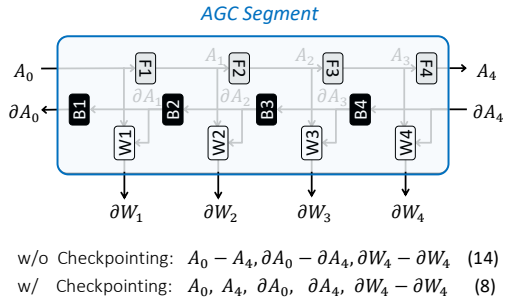 AGC Segment
A₀ F1 A₁ F2 A₂ F3 A₃ F4 A₄
∂A₀ B1 ∂A₁ B2 ∂A₂ B3 ∂A₃ B4 ∂A₄
W1 W2 W3 W4
∂W₁ ∂W₂ ∂W₃ ∂W₄
w/o Checkpointing: A₀ − A₄, ∂A₀ − ∂A₄, ∂W₄ − ∂W₄ (14)
w/ Checkpointing: A₀, A₄, ∂A₀, ∂A₄, ∂W₄ − ∂W₄ (8)